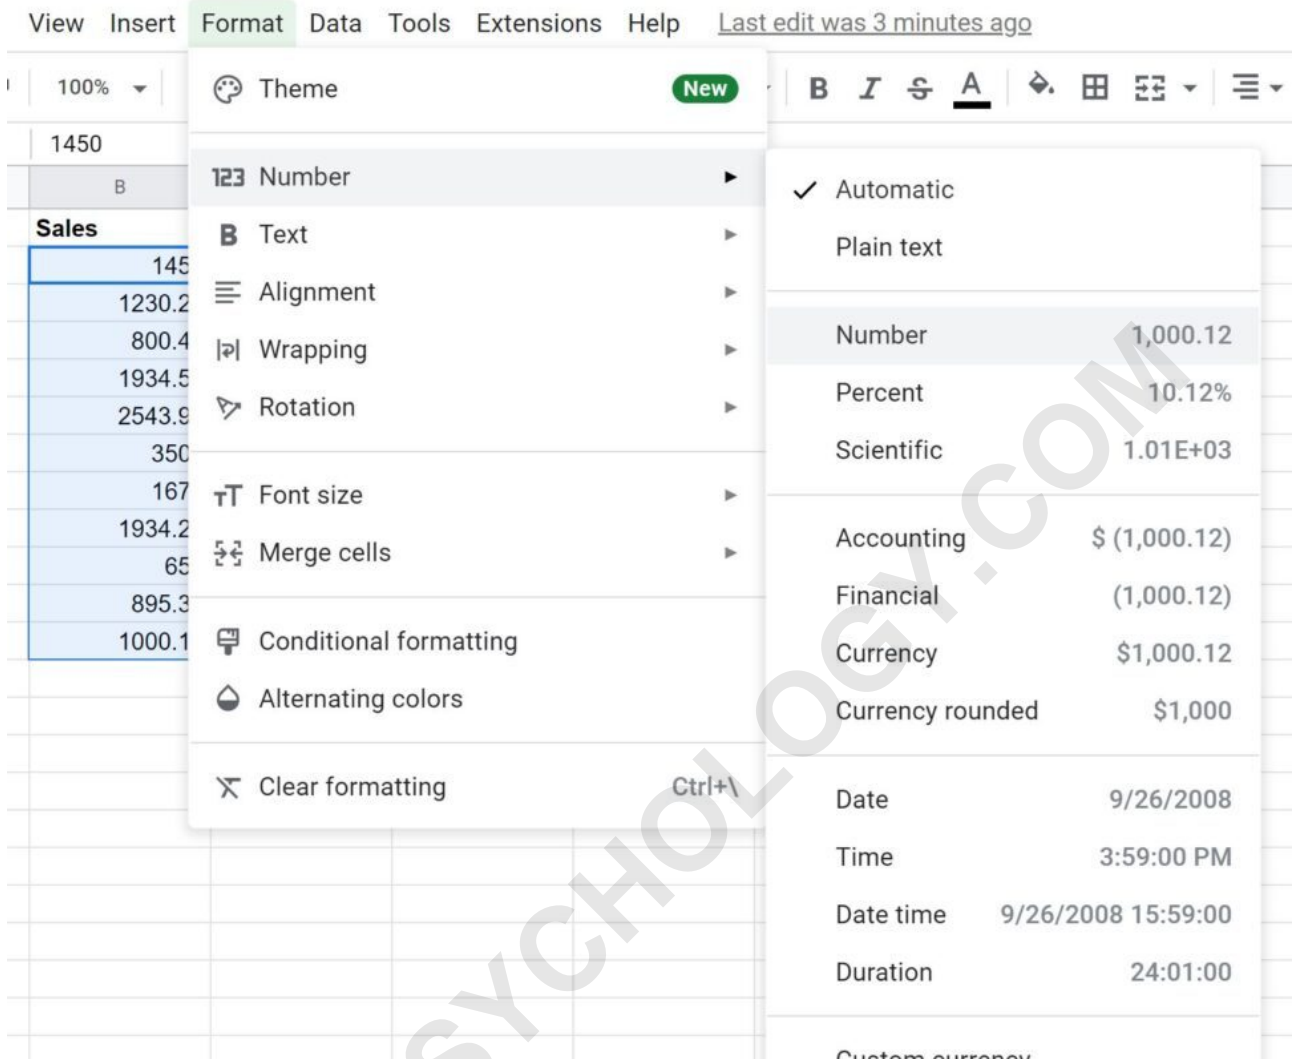 View Insert Format Data Tools Extensions Help Last edit was 3 minutes ago
100%
Theme New
B I S A
1450
B
123 Number
Automatic
Sales
B Text
Plain text
145
Alignment
1230.2
800.4
Wrapping
Number 1,000.12
1934.5
Percent 10.12%
2543.9
Rotation
350
Scientific 1.01E+03
167
Font size
1934.2
Accounting $ (1,000.12)
65
Merge cells
895.3
Financial (1,000.12)
1000.1
Conditional formatting
Currency $1,000.12
Alternating colors
Currency rounded $1,000
Clear formatting Ctrl+\
Date 9/26/2008
Time 3:59:00 PM
Date time 9/26/2008 15:59:00
Duration 24:01:00
Custom currency
SYCHOLOGY.COM